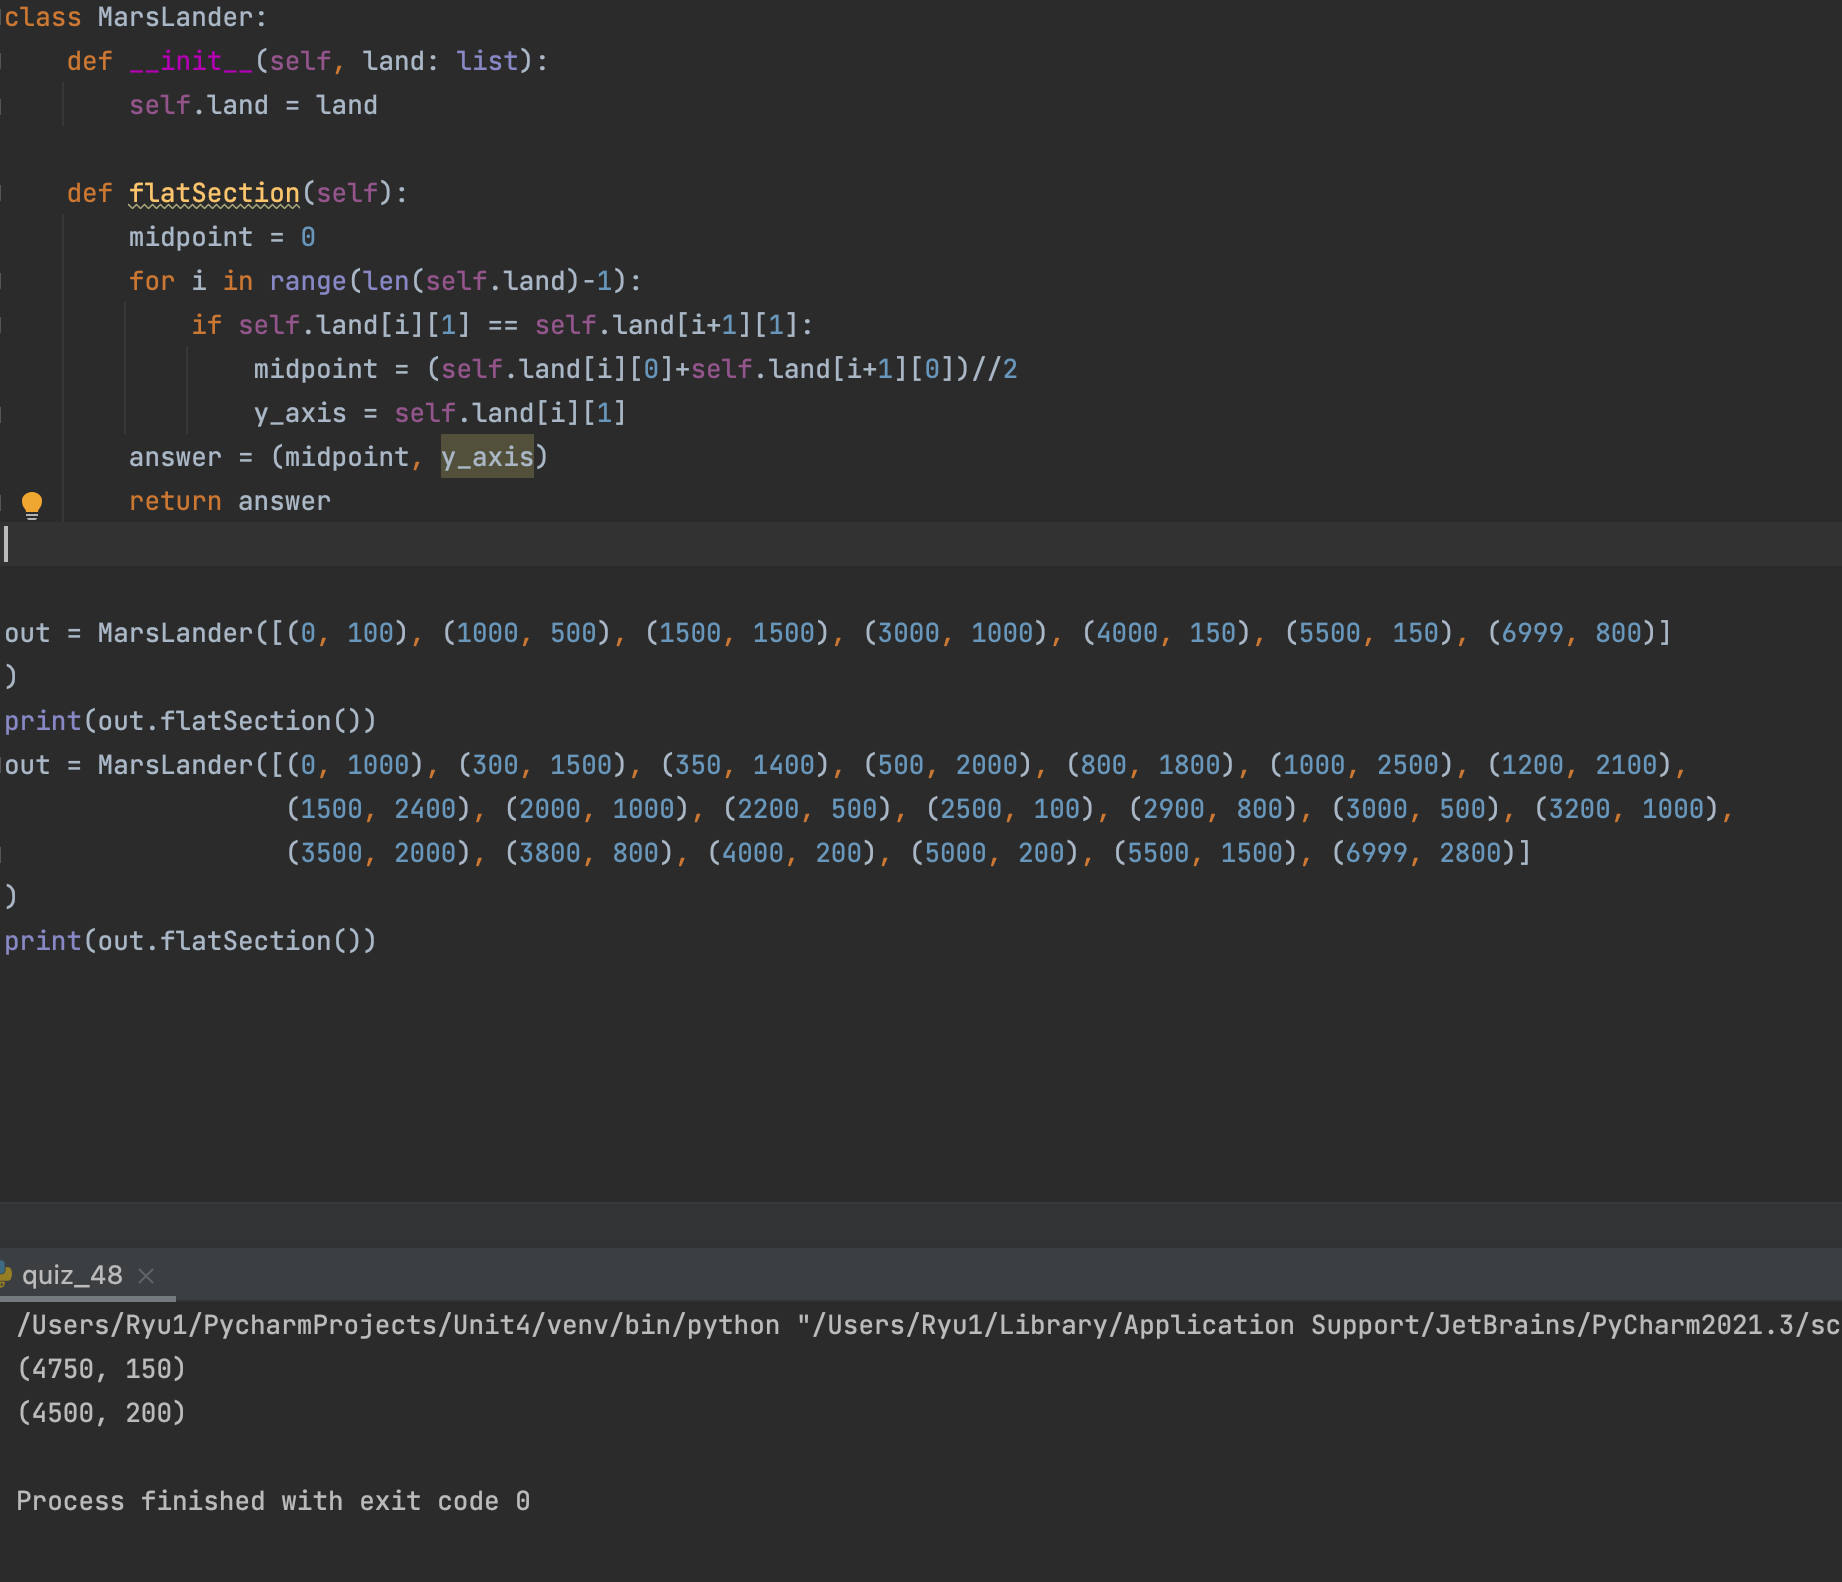 class MarsLander:
    def __init__(self, land: list):
        self.land = land
    def flatSection(self):
        midpoint = 0
        for i in range(len(self.land)-1):
            if self.land[i][1] == self.land[i+1][1]:
                midpoint = (self.land[i][0]+self.land[i+1][0])//2
                y_axis = self.land[i][1]
        answer = (midpoint, y_axis)
        return answer
out = MarsLander([(0, 100), (1000, 500), (1500, 1500), (3000, 1000), (4000, 150), (5500, 150), (6999, 800)]
)
print(out.flatSection())
out = MarsLander([(0, 1000), (300, 1500), (350, 1400), (500, 2000), (800, 1800), (1000, 2500), (1200, 2100),
                  (1500, 2400), (2000, 1000), (2200, 500), (2500, 100), (2900, 800), (3000, 500), (3200, 1000),
                  (3500, 2000), (3800, 800), (4000, 200), (5000, 200), (5500, 1500), (6999, 2800)]
)
print(out.flatSection())
quiz_48
/Users/Ryu1/PycharmProjects/Unit4/venv/bin/python "/Users/Ryu1/Library/Application Support/JetBrains/PyCharm2021.3/sc
(4750, 150)
(4500, 200)
Process finished with exit code 0